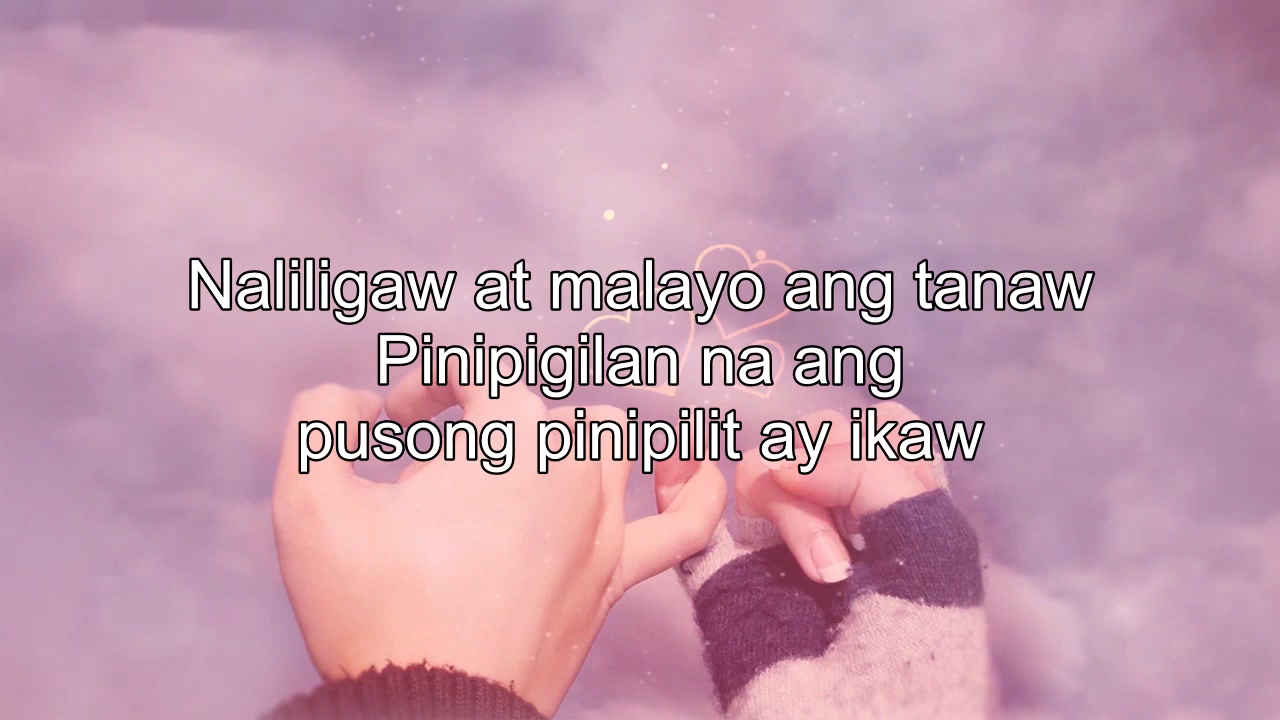 Naliligaw at malayo ang tanaw
Pinipigilan na ang
pusong pinipilit ay ikaw